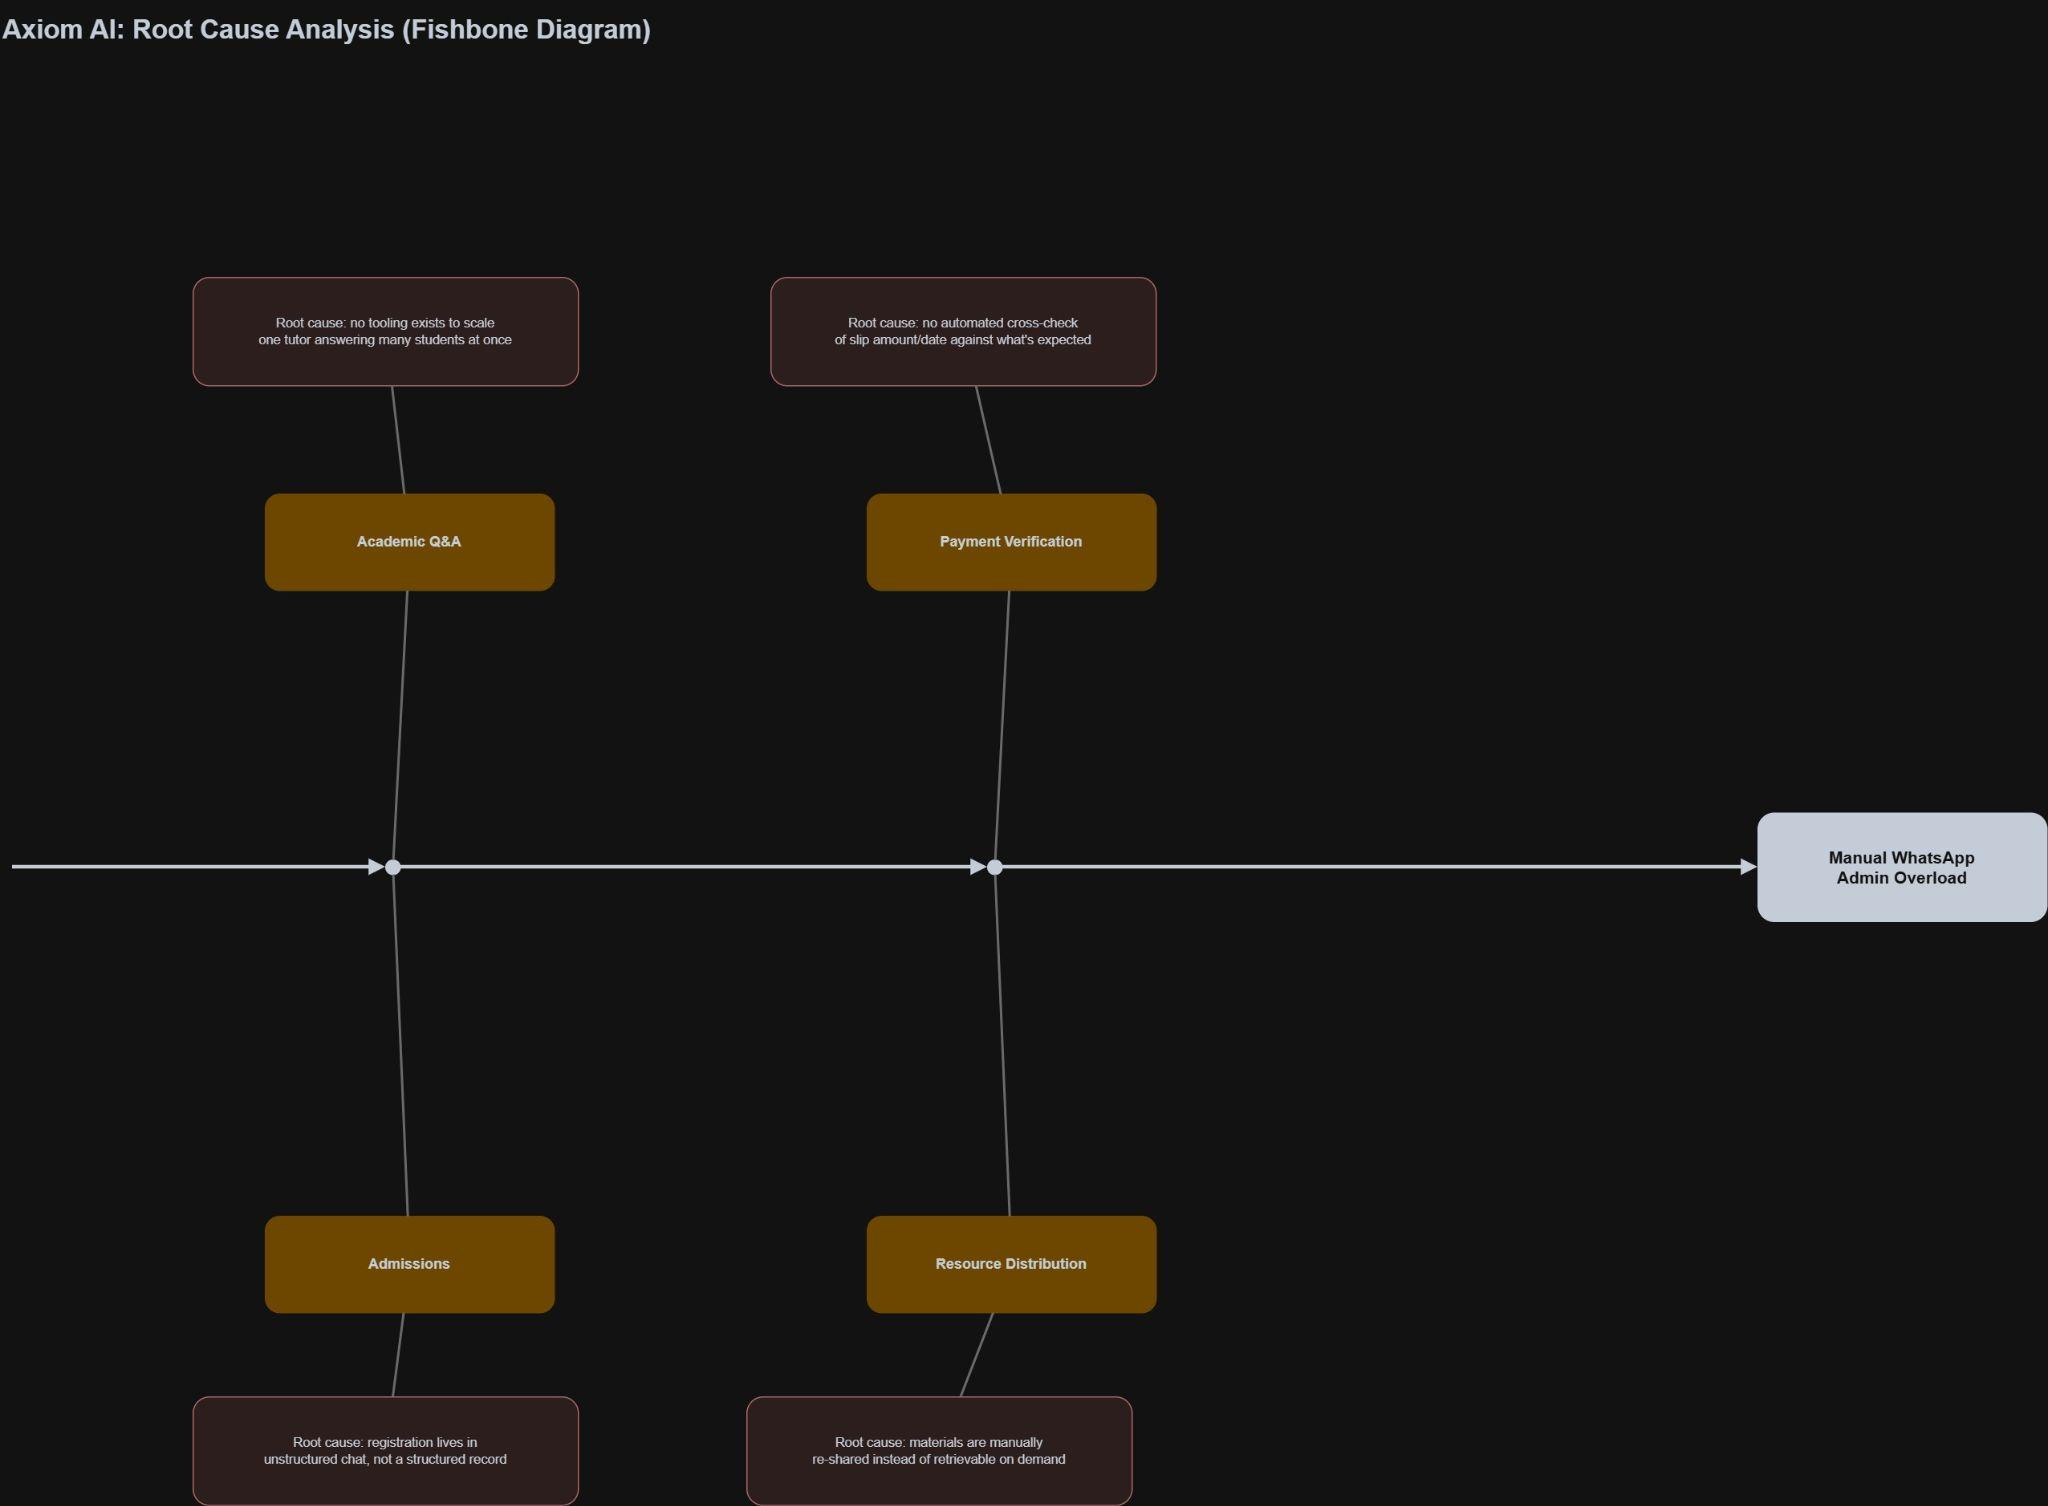 Axiom AI: Root Cause Analysis (Fishbone Diagram)
Root cause: no tooling exists to scale
one tutor answering many students at once
Root cause: no automated cross-check
of slip amount/date against what's expected
Academic Q&A
Payment Verification
Manual WhatsApp
Admin Overload
Admissions
Resource Distribution
Root cause: registration lives in
unstructured chat, not a structured record
Root cause: materials are manually
re-shared instead of retrievable on demand